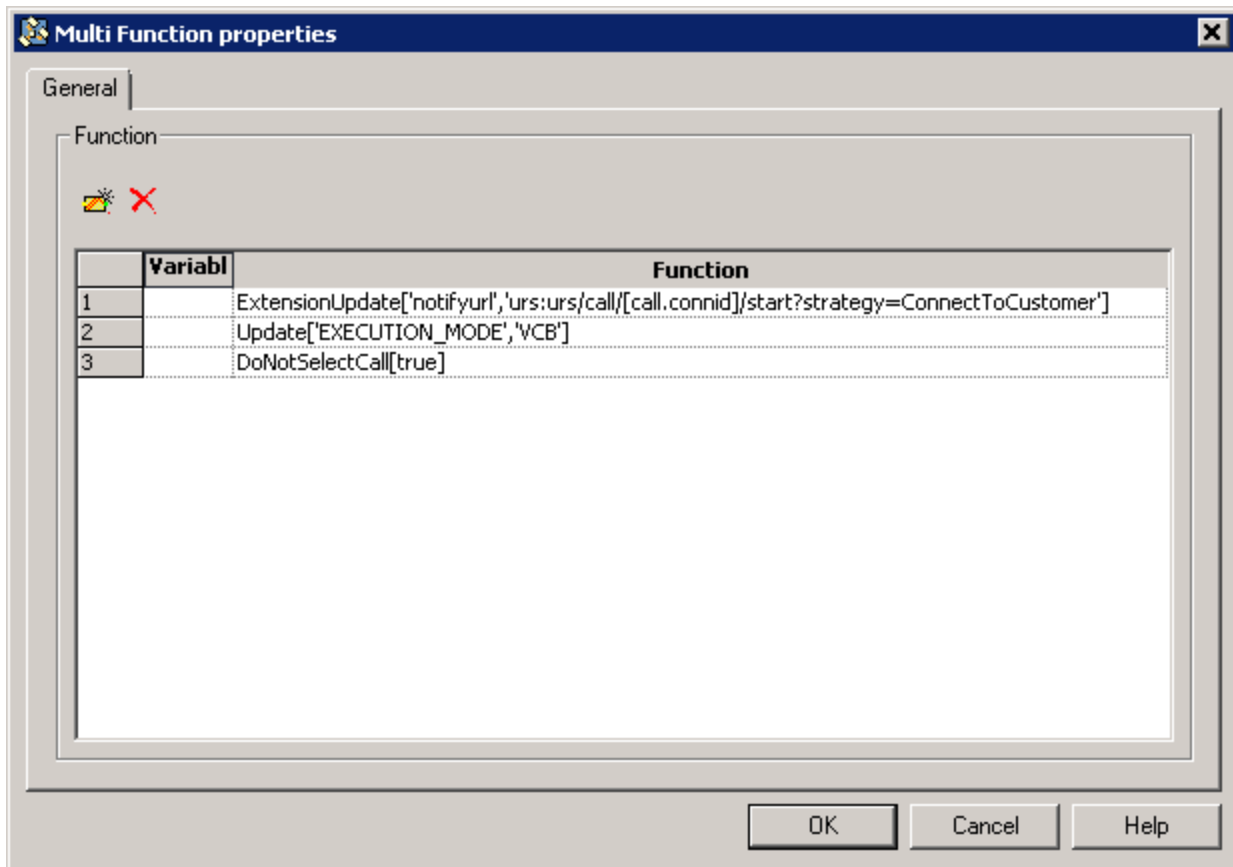 Multi Function properties
General
Function
Variabl Function
1 ExtensionUpdate['notifyurl','urs:urs/call/[call.connid]/start?strategy=ConnectToCustomer']
2 Update['EXECUTION_MODE','VCB']
3 DoNotSelectCall[true]
OK Cancel Help